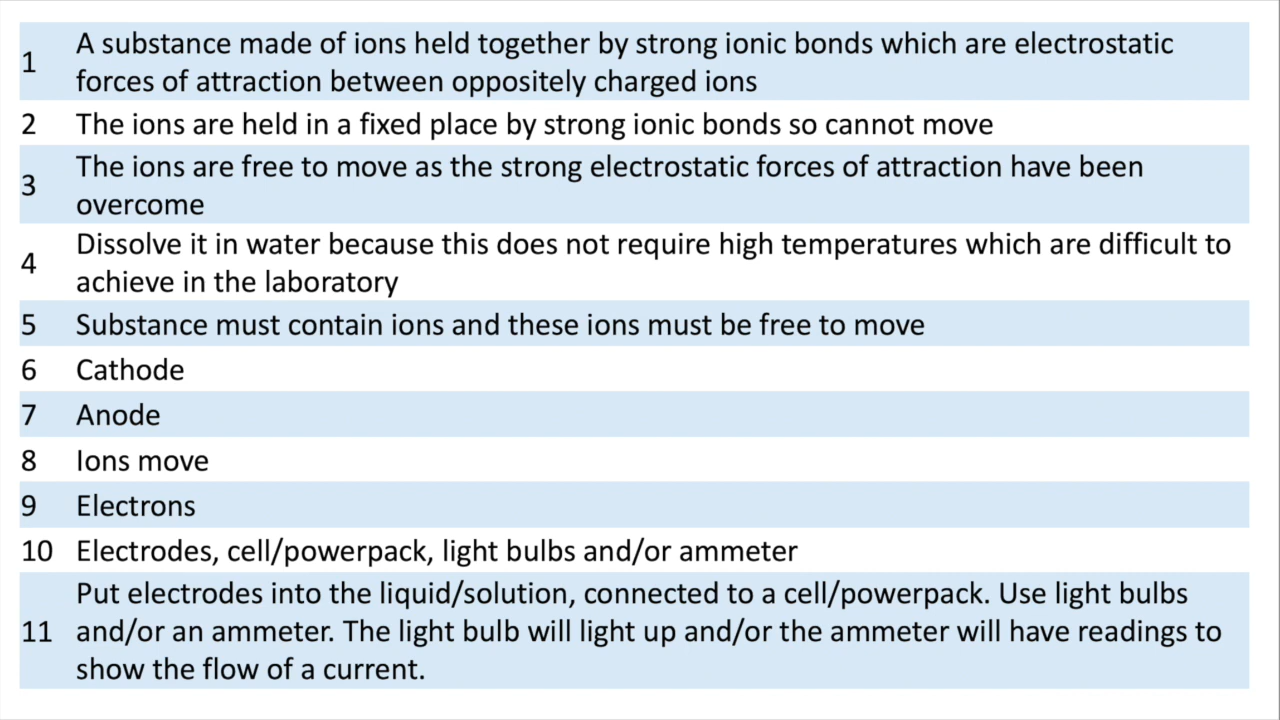 1 A substance made of ions held together by strong ionic bonds which are electrostatic
forces of attraction between oppositely charged ions
2 The ions are held in a fixed place by strong ionic bonds so cannot move
3 The ions are free to move as the strong electrostatic forces of attraction have been
overcome
4 Dissolve it in water because this does not require high temperatures which are difficult to
achieve in the laboratory
5 Substance must contain ions and these ions must be free to move
6 Cathode
7 Anode
8 Ions move
9 Electrons
10 Electrodes, cell/powerpack, light bulbs and/or ammeter
Put electrodes into the liquid/solution, connected to a cell/powerpack. Use light bulbs
11 and/or an ammeter. The light bulb will light up and/or the ammeter will have readings to
show the flow of a current.